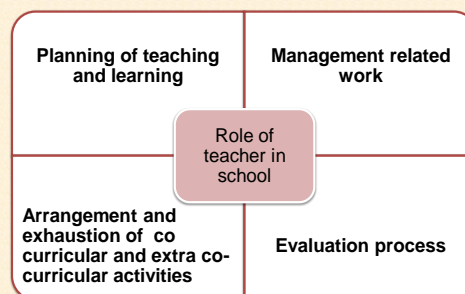 Planning of teaching
and learning
Management related
work
Role of
teacher in
school
Arrangement and
exhaustion of co
curricular and extra co-
curricular activities
Evaluation process